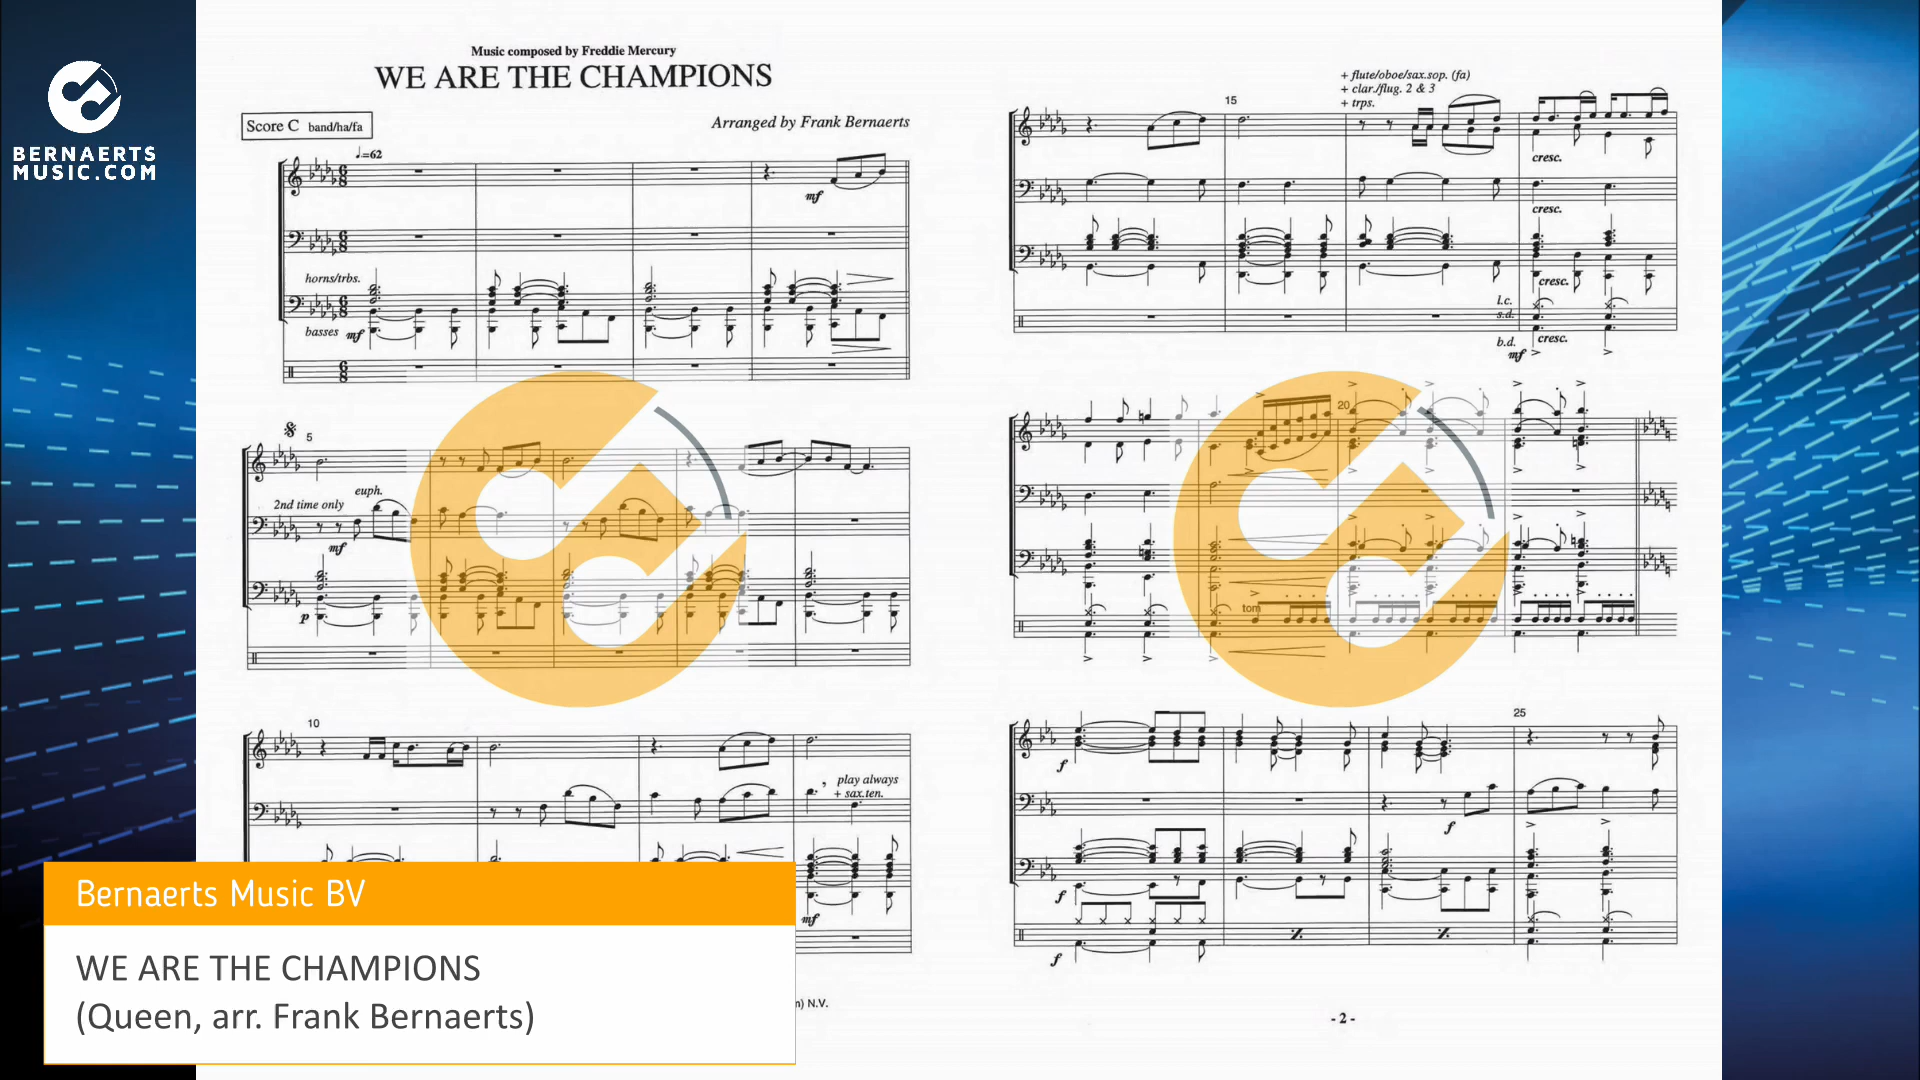 BERNAERTS
MUSIC.COM
Music composed by Freddie Mercury
WE ARE THE CHAMPIONS
Score C band/ha/fa
Arranged by Frank Bernaerts
♩.=62
6
8
mf
horns/trbs.
basses mf
5
2nd time only
euph.
mf
p
10
play always
+ sax.ten.
mf
N.V.
+ flute/oboe/sax.sop. (fa)
+ clar./flug. 2 & 3
+ trps.
15
cresc.
cresc.
cresc.
l.c.
s.d.
b.d.
cresc.
mf
20
tom
25
f
f
f
f
- 2 -
Bernaerts Music BV
WE ARE THE CHAMPIONS
(Queen, arr. Frank Bernaerts)